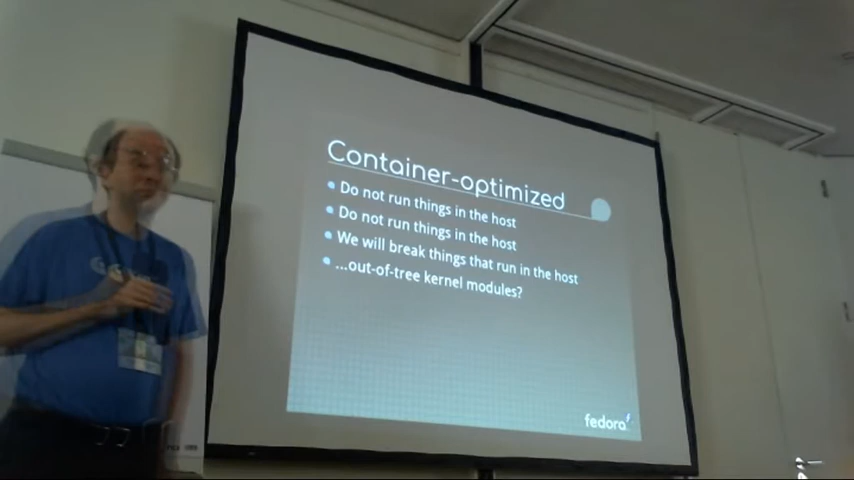 Container-optimized
Do not run things in the host
Do not run things in the host
We will break things that run in the host
...out-of-tree kernel modules?
fedora